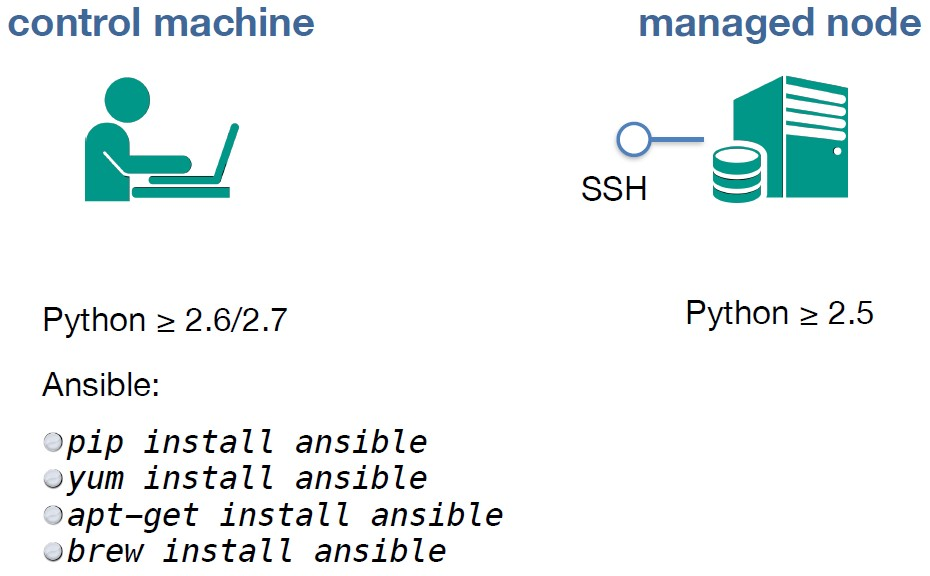 control machine
managed node
SSH
Python ≥ 2.6/2.7
Python ≥ 2.5
Ansible:
pip install ansible
yum install ansible
apt-get install ansible
brew install ansible